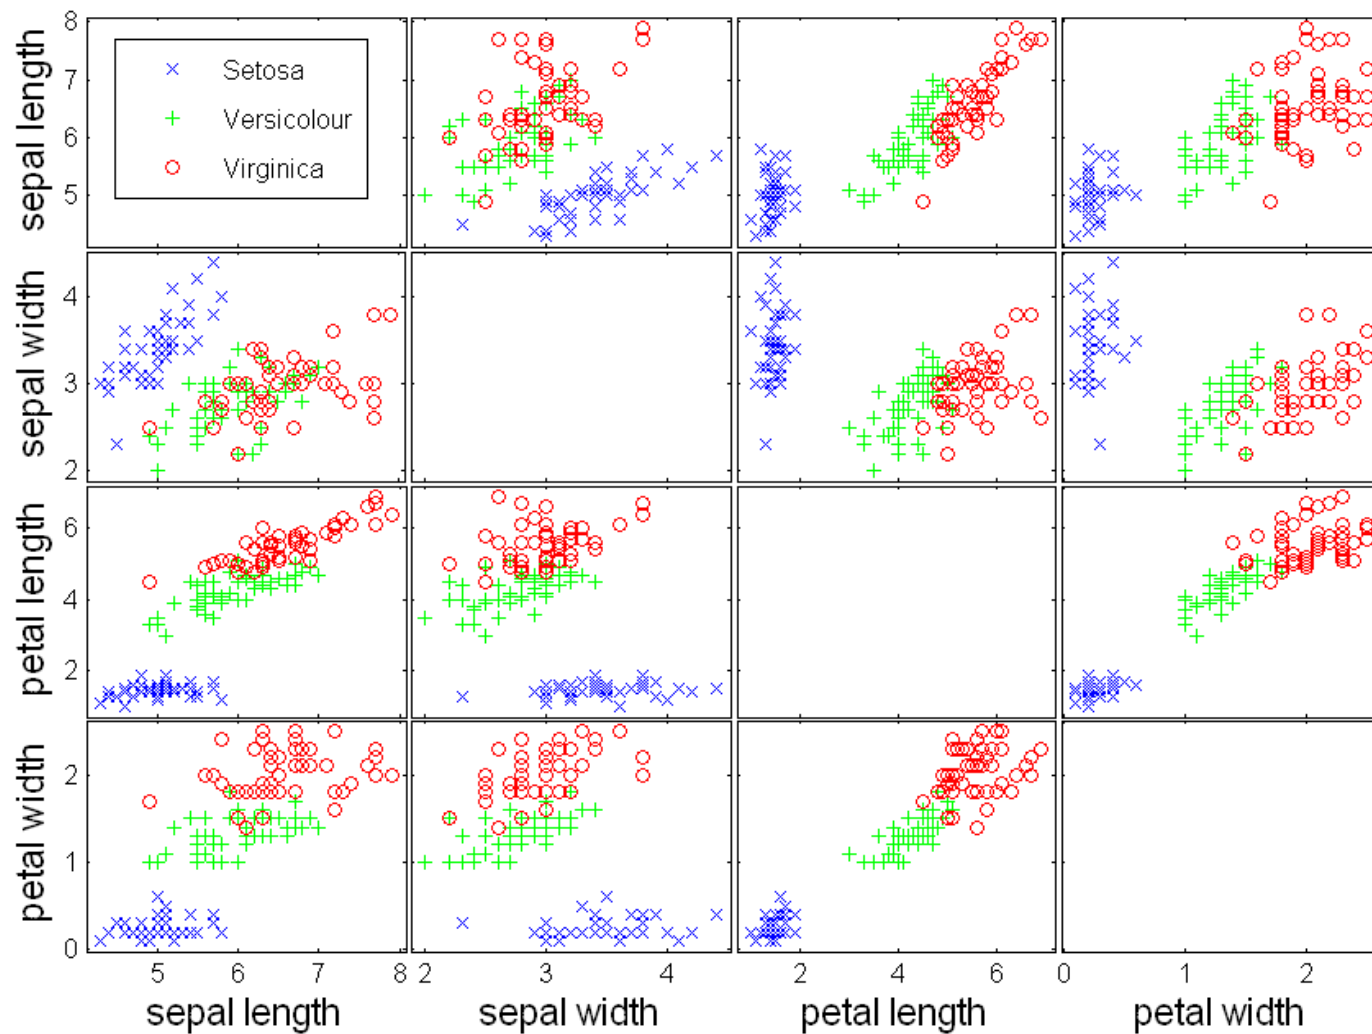 sepal length
8
7
6
5
Setosa
Versicolour
Virginica
sepal width
4
3
2
petal length
6
4
2
petal width
2
1
0
5 6 7 8 2 3 4 2 4 6 0 1 2
sepal length sepal width petal length petal width